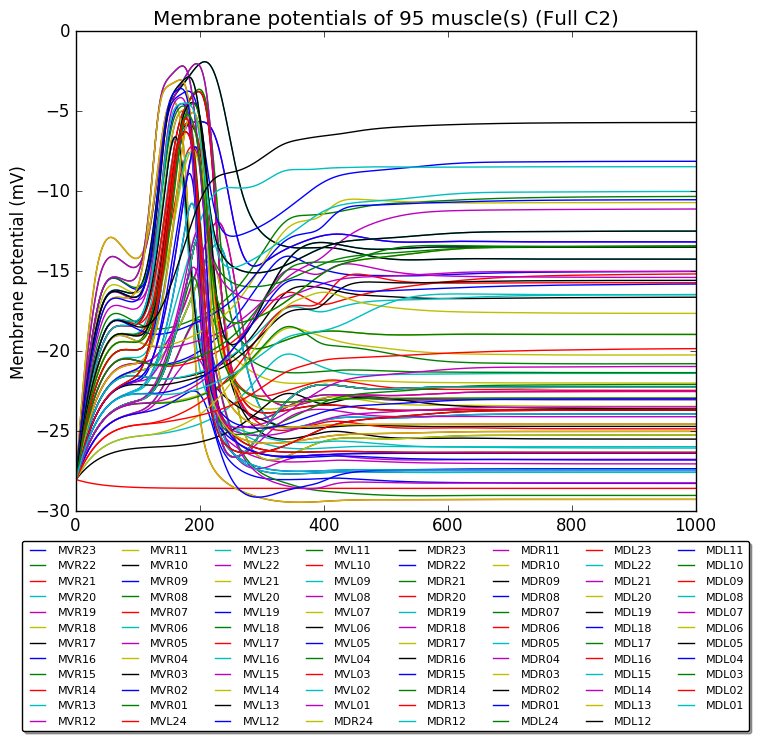 Membrane potentials of 95 muscle(s) (Full C2)
Membrane potential (mV)
0
−5
−10
−15
−20
−25
−30
0 200 400 600 800 1000
MVR23 MVR11 MVL23 MVL11 MDR23 MDR11 MDL23 MDL11
MVR22 MVR10 MVL22 MVL10 MDR22 MDR10 MDL22 MDL10
MVR21 MVR09 MVL21 MVL09 MDR21 MDR09 MDL21 MDL09
MVR20 MVR08 MVL20 MVL08 MDR20 MDR08 MDL20 MDL08
MVR19 MVR07 MVL19 MVL07 MDR19 MDR07 MDL19 MDL07
MVR18 MVR06 MVL18 MVL06 MDR18 MDR06 MDL18 MDL06
MVR17 MVR05 MVL17 MVL05 MDR17 MDR05 MDL17 MDL05
MVR16 MVR04 MVL16 MVL04 MDR16 MDR04 MDL16 MDL04
MVR15 MVR03 MVL15 MVL03 MDR15 MDR03 MDL15 MDL03
MVR14 MVR02 MVL14 MVL02 MDR14 MDR02 MDL14 MDL02
MVR13 MVR01 MVL13 MVL01 MDR13 MDR01 MDL13 MDL01
MVR12 MVL24 MVL12 MDR24 MDR12 MDL24 MDL12